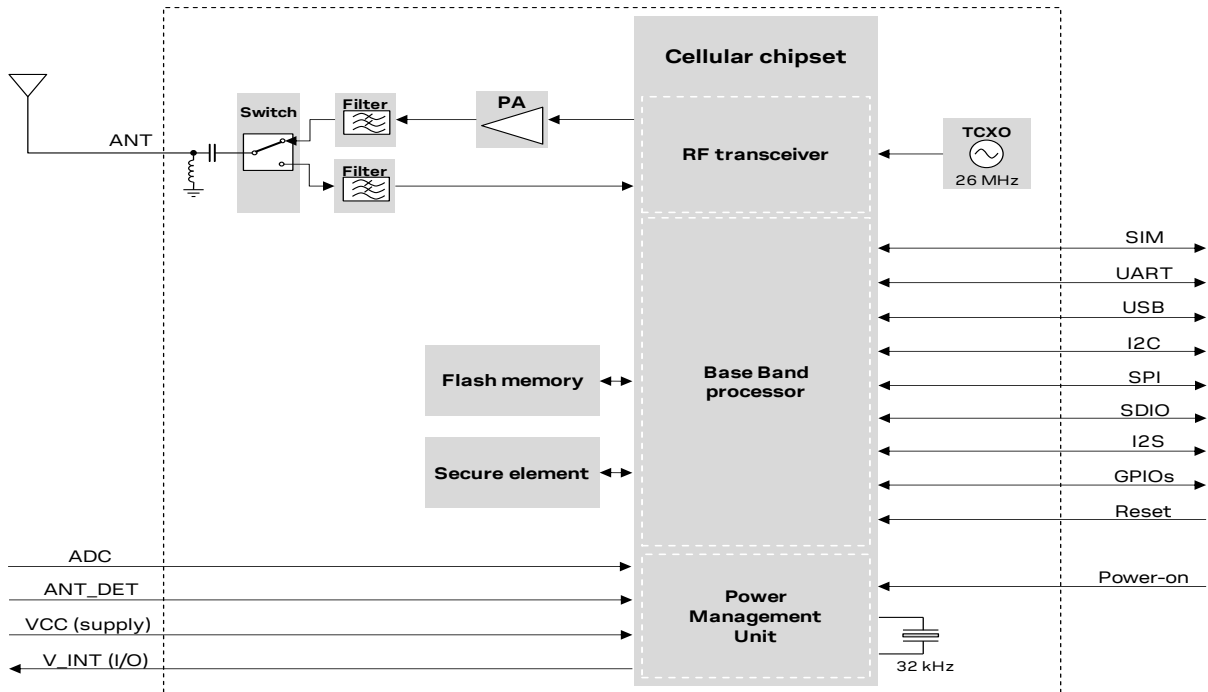 Cellular chipset
Switch
Filter
PA
ANT
RF transceiver
TCXO
26 MHz
Filter
SIM
UART
USB
I2C
SPI
SDIO
I2S
GPIOs
Reset
Flash memory
Base Band
processor
Secure element
ADC
ANT_DET
VCC (supply)
V_INT (I/O)
Power
Management
Unit
Power-on
32 kHz